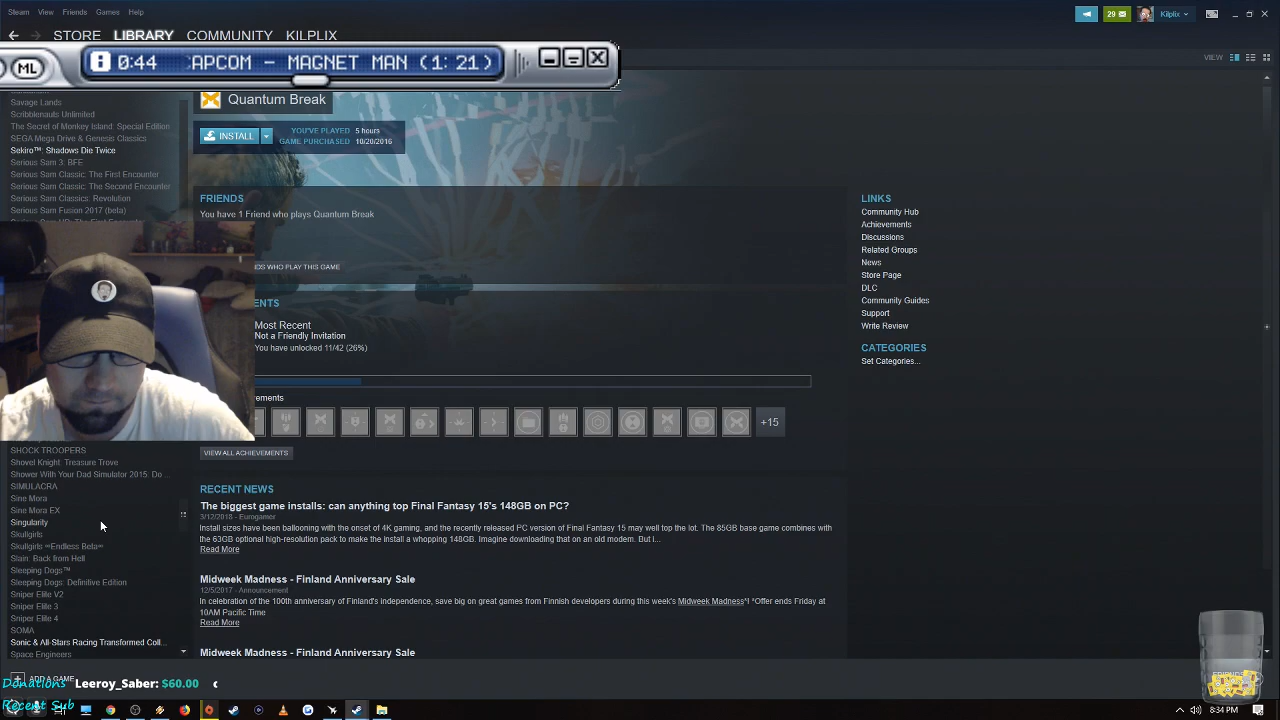 Steam View Friends Games Help
29 Kilplix
STORE LIBRARY COMMUNITY KILPLIX
ML 0:44 APCOM - MAGNET MAN (1: 21)
VIEW
Savage Lands
Scribblenauts Unlimited
The Secret of Monkey Island: Special Edition
SEGA Mega Drive & Genesis Classics
Sekiro™: Shadows Die Twice
Serious Sam 3: BFE
Serious Sam Classic: The First Encounter
Serious Sam Classic: The Second Encounter
Serious Sam Classics: Revolution
Serious Sam Fusion 2017 (beta)
SHOCK TROOPERS
Shovel Knight: Treasure Trove
Shower With Your Dad Simulator 2015: Do ...
SIMULACRA
Sine Mora
Sine Mora EX
Singularity
Skullgirls
Skullgirls ∞Endless Beta∞
Slain: Back from Hell
Sleeping Dogs™
Sleeping Dogs: Definitive Edition
Sniper Elite V2
Sniper Elite 3
Sniper Elite 4
SOMA
Sonic & All-Stars Racing Transformed Coll...
Space Engineers
ADD A GAME
Quantum Break
INSTALL
YOU'VE PLAYED 5 hours
GAME PURCHASED 10/20/2016
FRIENDS
You have 1 Friend who plays Quantum Break
NDS WHO PLAY THIS GAME
ENTS
Most Recent
Not a Friendly Invitation
You have unlocked 11/42 (26%)
vements
+15
VIEW ALL ACHIEVEMENTS
RECENT NEWS
The biggest game installs: can anything top Final Fantasy 15's 148GB on PC?
3/12/2018 - Eurogamer
Install sizes have been ballooning with the onset of 4K gaming, and the recently released PC version of Final Fantasy 15 may well top the lot. The 85GB base game combines with
the 63GB optional high-resolution pack to make the install a whopping 148GB. Imagine downloading that on an old modem. But i...
Read More
Midweek Madness - Finland Anniversary Sale
12/5/2017 - Announcement
In celebration of the 100th anniversary of Finland's independence, save big on great games from Finnish developers during this week's Midweek Madness*! *Offer ends Friday at
10AM Pacific Time
Read More
Midweek Madness - Finland Anniversary Sale
LINKS
Community Hub
Achievements
Discussions
Related Groups
News
Store Page
DLC
Community Guides
Support
Write Review
CATEGORIES
Set Categories...
Donations Leeroy_Saber: $60.00
Recent Sub
8:34 PM